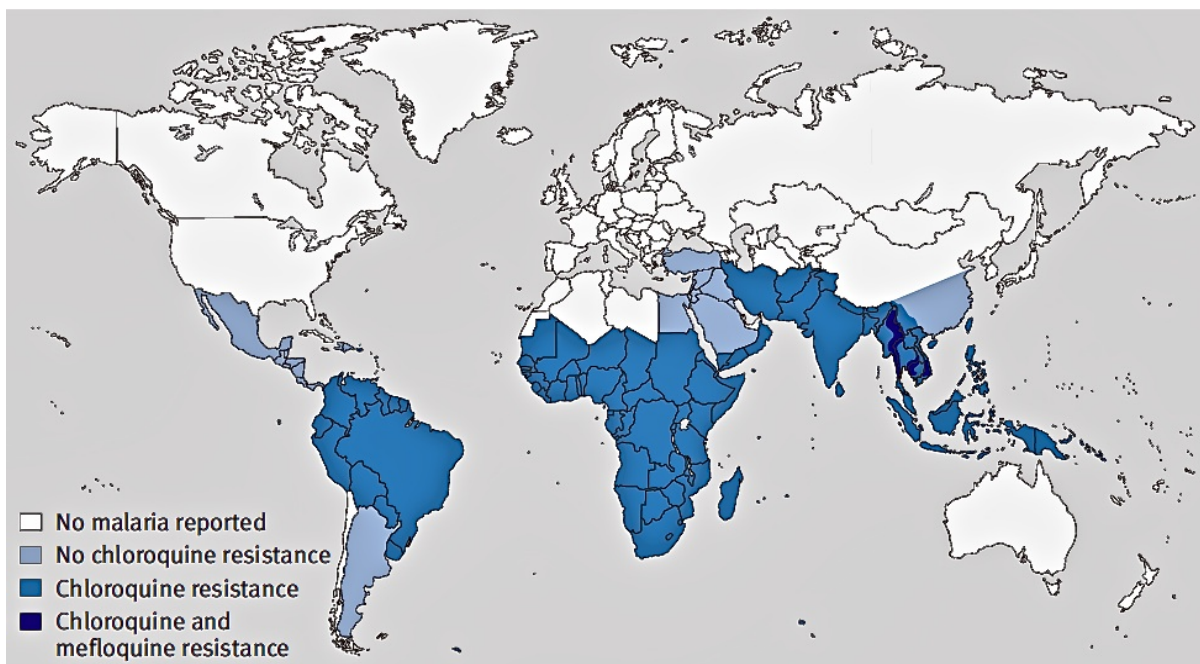 No malaria reported
No chloroquine resistance
Chloroquine resistance
Chloroquine and
mefloquine resistance